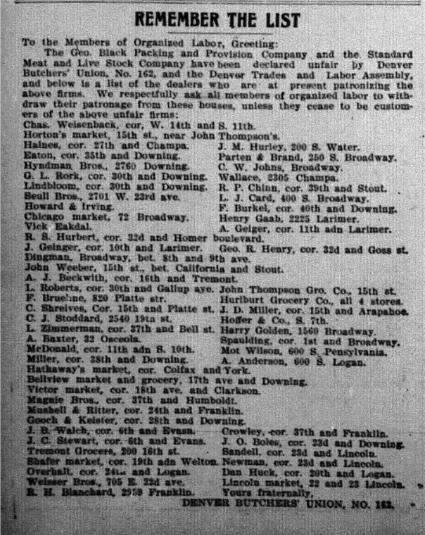 REMEMBER THE LIST
To the Members of Organized Labor, Greeting:
The Geo. Black Packing and Provision Company and the Standard
Meat and Live Stock Company have been declared unfair by Denver
Butchers' Union, No. 162, and the Denver Trades and Labor Assembly,
and below is a list of the dealers who are at present patronizing the
above firms. We respectfully ask all members of organized labor to with-
draw their patronage from these houses, unless they cease to be custom-
ers of the above unfair firms:
Chas. Weisenback, cor. W. 14th and S. 11th.
Horton's market, 15th st., near John Thompson's.
Haines, cor. 27th and Champa.
Eaton, cor. 35th and Downing.
Hyndman Bros., 2760 Downing.
G. L. Rork, cor. 30th and Downing.
Lindbloom, cor. 30th and Downing.
Seull Bros., 2701 W. 23rd ave.
Howard & Irving.
Chicago market, 72 Broadway.
Vick Eakdal.
R. R. Hurbert, cor. 32d and Homer boulevard.
J. Geinger, cor. 10th and Larimer.
Dingman, Broadway, bet. 8th and 9th ave.
John Weeber, 15th st., bet. California and Stout.
A. J. Beckwith, cor. 16th and Tremont.
L. Roberts, cor. 30th and Gallup aye.
F. Bruehne, 820 Platte str.
C. Shreives, Cor. 15th and Platte st.
C. J. Stoddard, 2540 19ta st.
L. Zimmerman, cor. 37th and Bell st.
A. Baxter, 32 Osceola.
McDonald, cor. 11th adn S. 10th.
Miller, cor. 28th and Downing.
Hathaway's market, cor. Colfax and York.
Bellview market and grocery, 17th ave and Downing.
Victor market, cor. 18th ave. and Clarkson.
Magnie Bros., cor. 37th and Humboldt.
Mushell & Ritter, cor. 24th and Franklin.
Gooch & Keister, cor. 28th and Downing.
J. B. Walch, cor. 6th and Evans.
J. C. Stewart, cor. 6th and Evans.
Tremont Grocers, 200 16th st.
Shafer market, cor. 19th adn Welton.
Overhalt, cor. 24th and Logan.
Weisser Bros., 705 E. 22d ave.
B. H. Blanchard, 2959 Franklin.
J. M. Hurley, 200 S. Water.
Parten & Brand, 250 S. Broadway.
C. W. Johns, Broadway.
Wallace, 2305 Champa.
R. P. Chinn, cor. 39th and Stout.
L. J. Card, 400 S. Broadway.
F. Burkel, cor. 40th and Downing.
Henry Gaab, 2225 Larimer.
A. Geiger, cor. 11th adn Larimer.
Geo. R. Henry, cor. 32d and Goss st.
John Thompson Gro. Co., 15th st.
Hurlburt Grocery Co., all 4 stores.
J. D. Miller, cor. 15th and Arapahoe.
Hoffer & Co., S. 7th.
Harry Golden, 1560 Broadway.
Spaulding, cor. 1st and Broadway.
Mot Wilson, 600 S. Pensylvania.
A. Anderson, 600 S. Logan.
Crowley, cor. 37th and Franklin.
J. O. Boles, cor. 23d and Downing.
Sandell, cor. 23d and Lincoln.
Newman, cor. 23d and Lincoln.
Dan Huck, cor. 20th and Logan.
Lincoln market, 22 and 23 Lincoln.
Yours fraternally,
DENVER BUTCHERS' UNION, NO. 162.